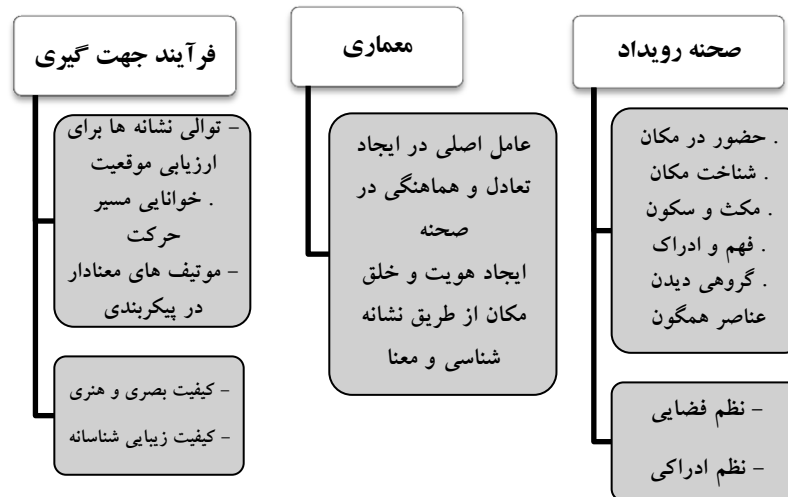 صحنه رویداد
. حضور در مکان
. شناخت مکان
. مکث و سکون
. فهم و ادراک
. گروهی دیدن
عناصر همگون
– نظم فضایی
– نظم ادراکی
معماری
عامل اصلی در ایجاد
تعادل و هماهنگی در
صحنه
ایجاد هویت و خلق
مکان از طریق نشانه
شناسی و معنا
فرآیند جهت گیری
– توالی نشانه ها برای
ارزیابی موقعیت
. خوانایی مسیر
حرکت
– موتیف های معنادار
در پیکربندی
– کیفیت بصری و هنری
– کیفیت زیبایی شناسانه